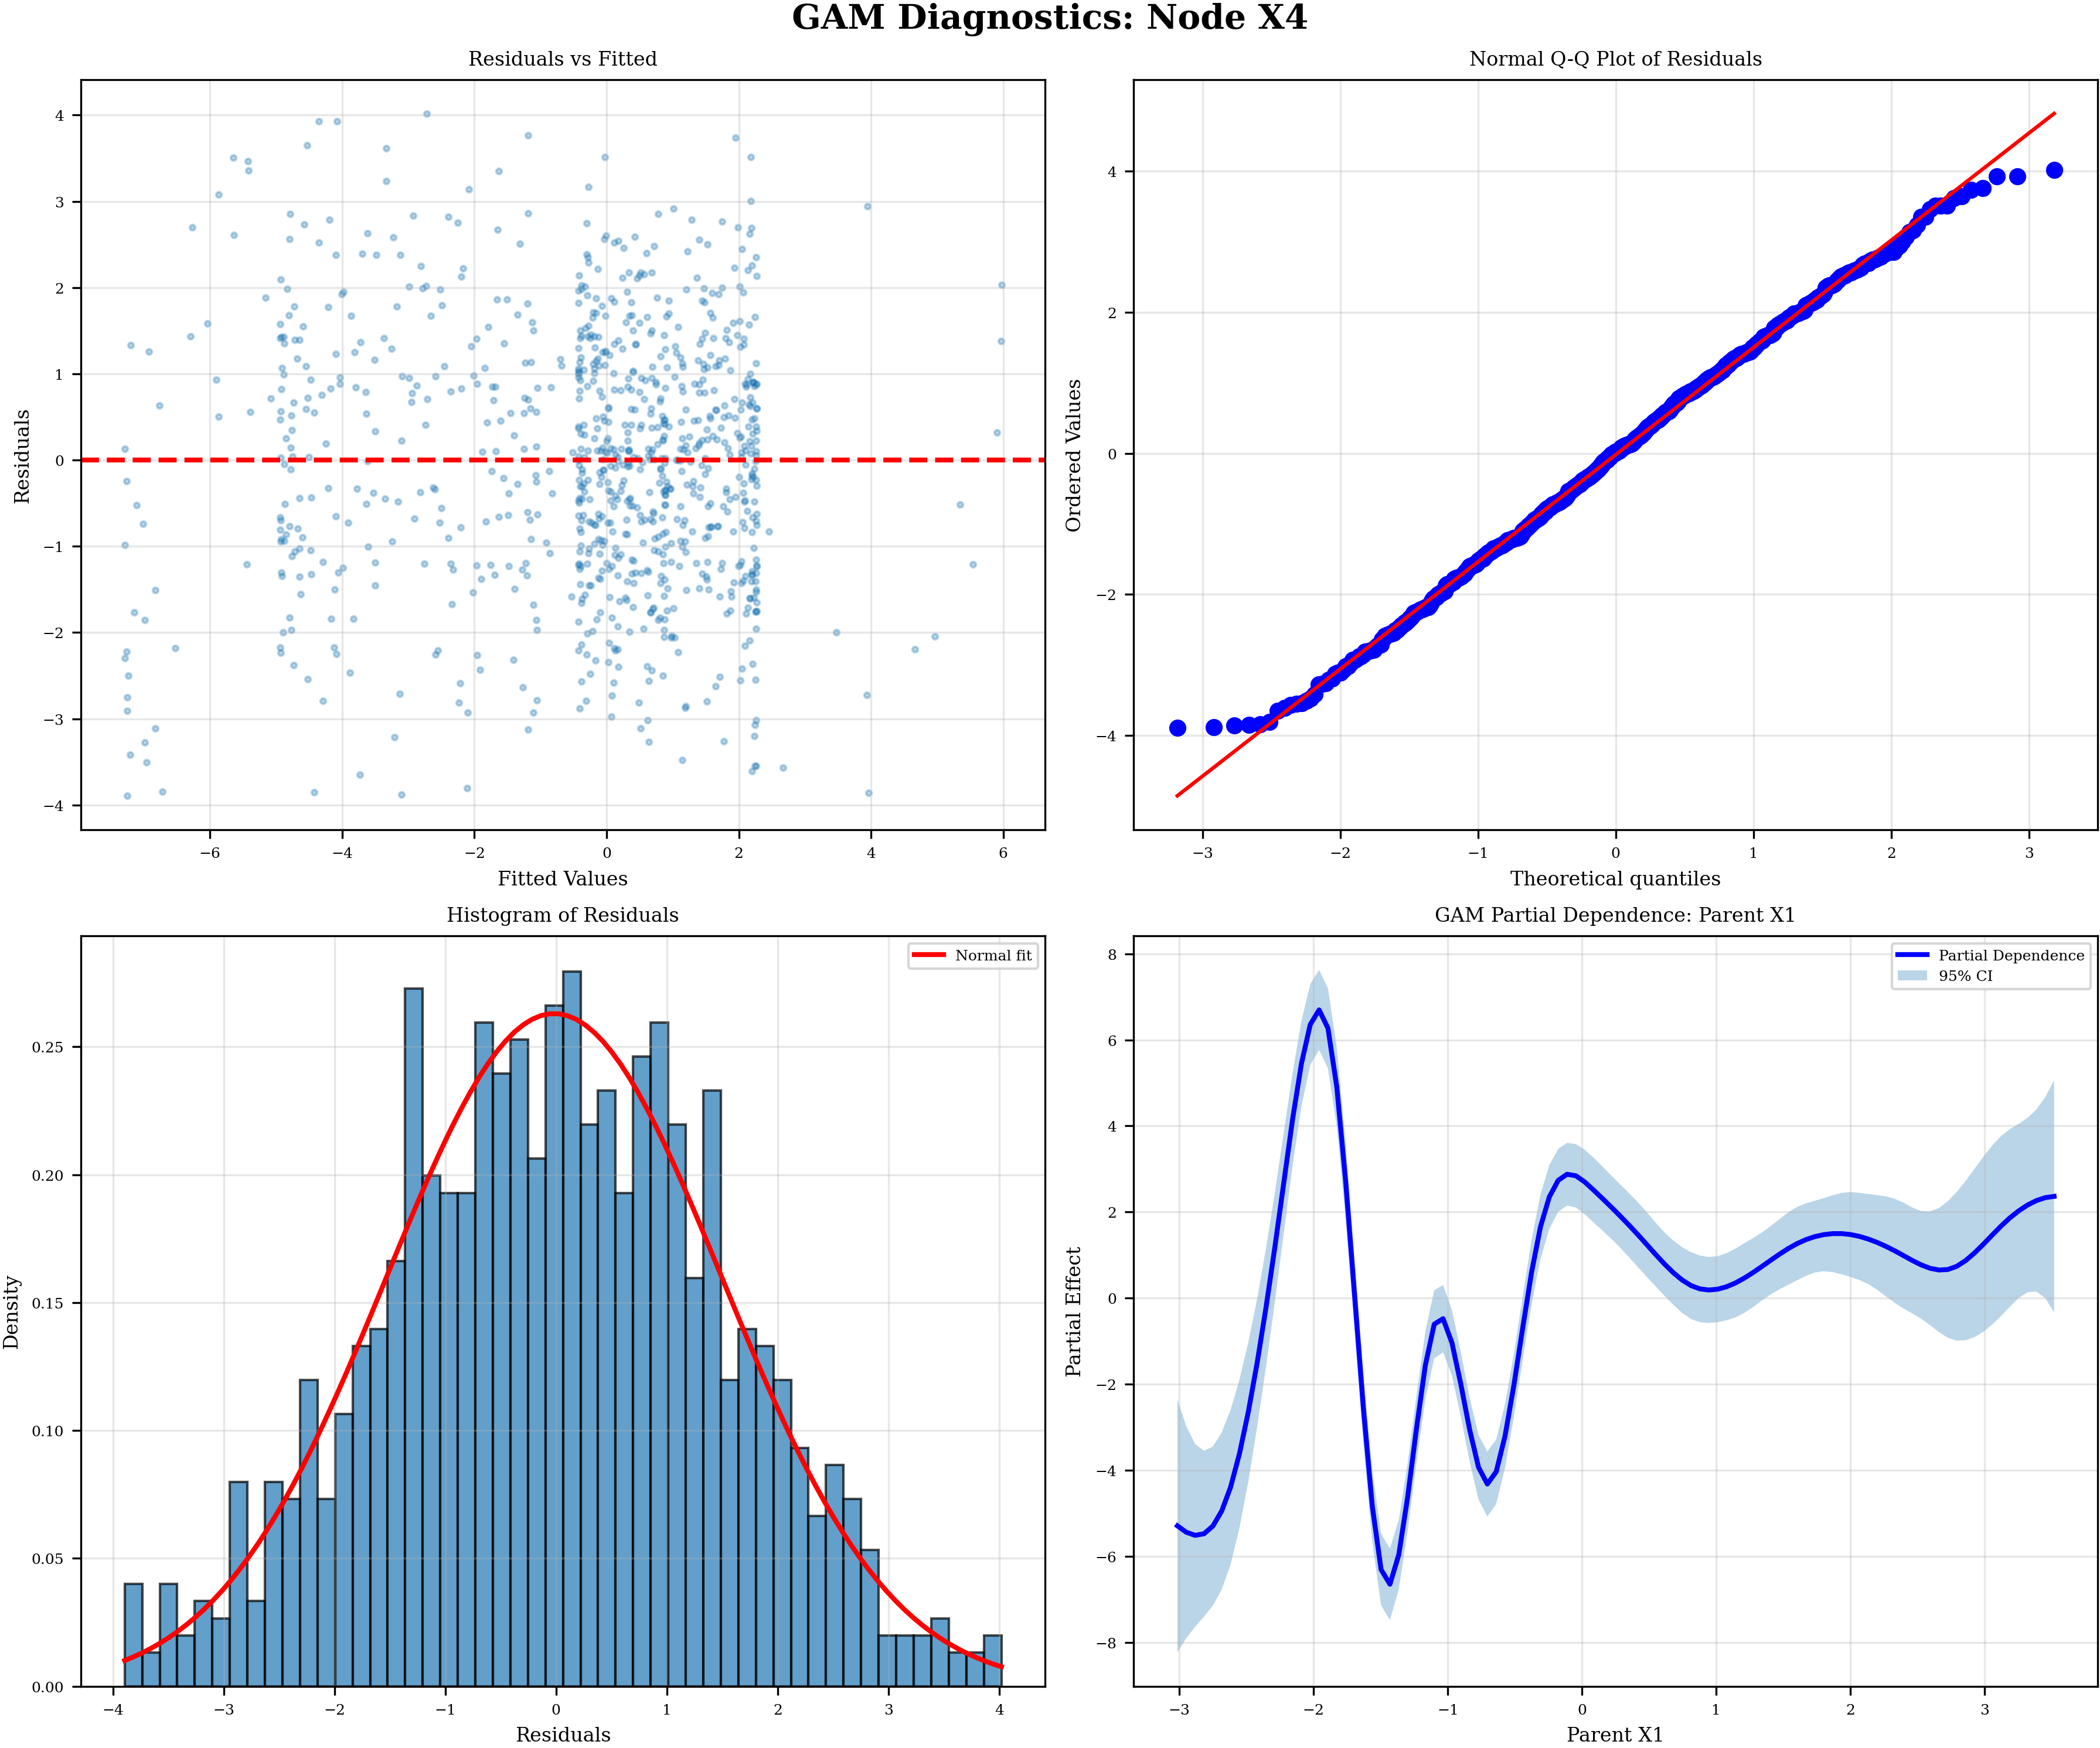 GAM Diagnostics: Node X4
Residuals vs Fitted
4
3
2
1
0
−1
−2
−3
−4
Residuals
−6 −4 −2 0 2 4 6
Fitted Values
Normal Q-Q Plot of Residuals
4
2
0
−2
−4
Ordered Values
−3 −2 −1 0 1 2 3
Theoretical quantiles
Histogram of Residuals
Normal fit
0.25
0.20
0.15
0.10
0.05
0.00
Density
−4 −3 −2 −1 0 1 2 3 4
Residuals
GAM Partial Dependence: Parent X1
Partial Dependence
95% CI
8
6
4
2
0
−2
−4
−6
−8
Partial Effect
−3 −2 −1 0 1 2 3
Parent X1